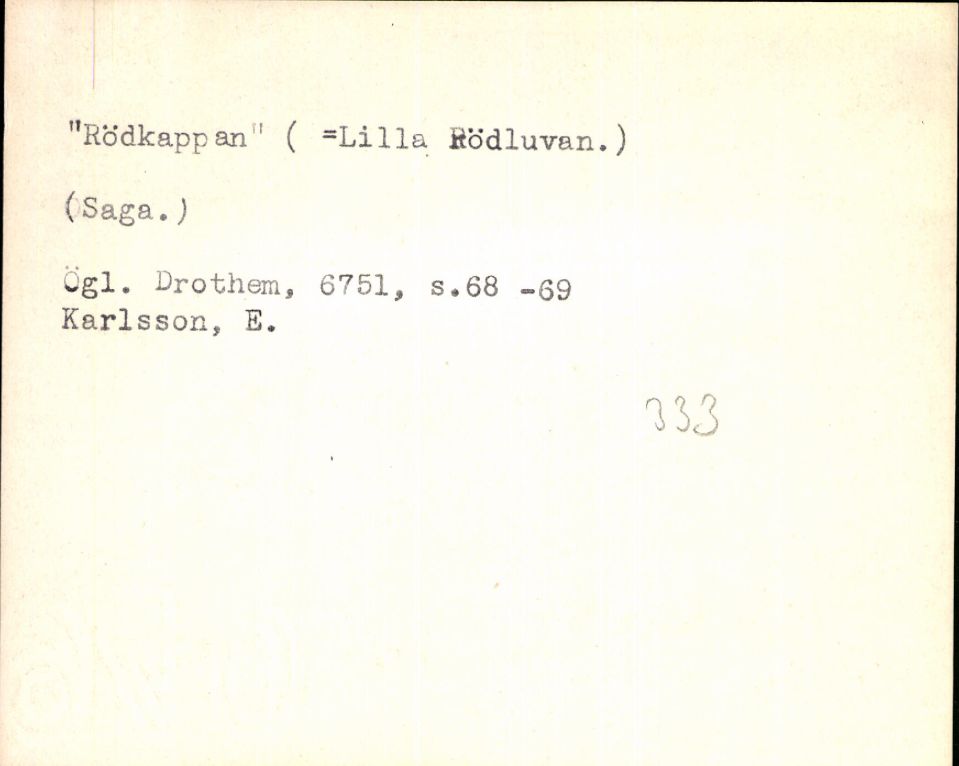 "Rödkappan" ( =Lilla Rödluvan.)
(Saga.)
Ögl. Drothem, 6751, s.68 -69
Karlsson, E.
333